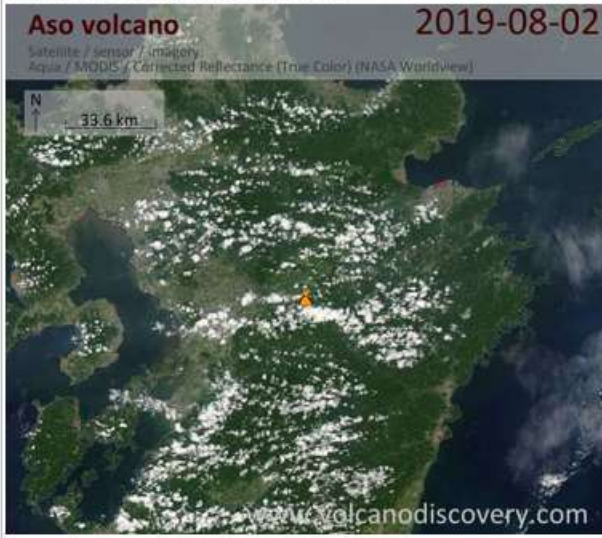 Aso volcano
2019-08-02
Satellite / sensor / imagery:
Aqua / MODIS / Corrected Reflectance (True Color) (NASA Worldview)
N
33.6 km
www.volcanodiscovery.com